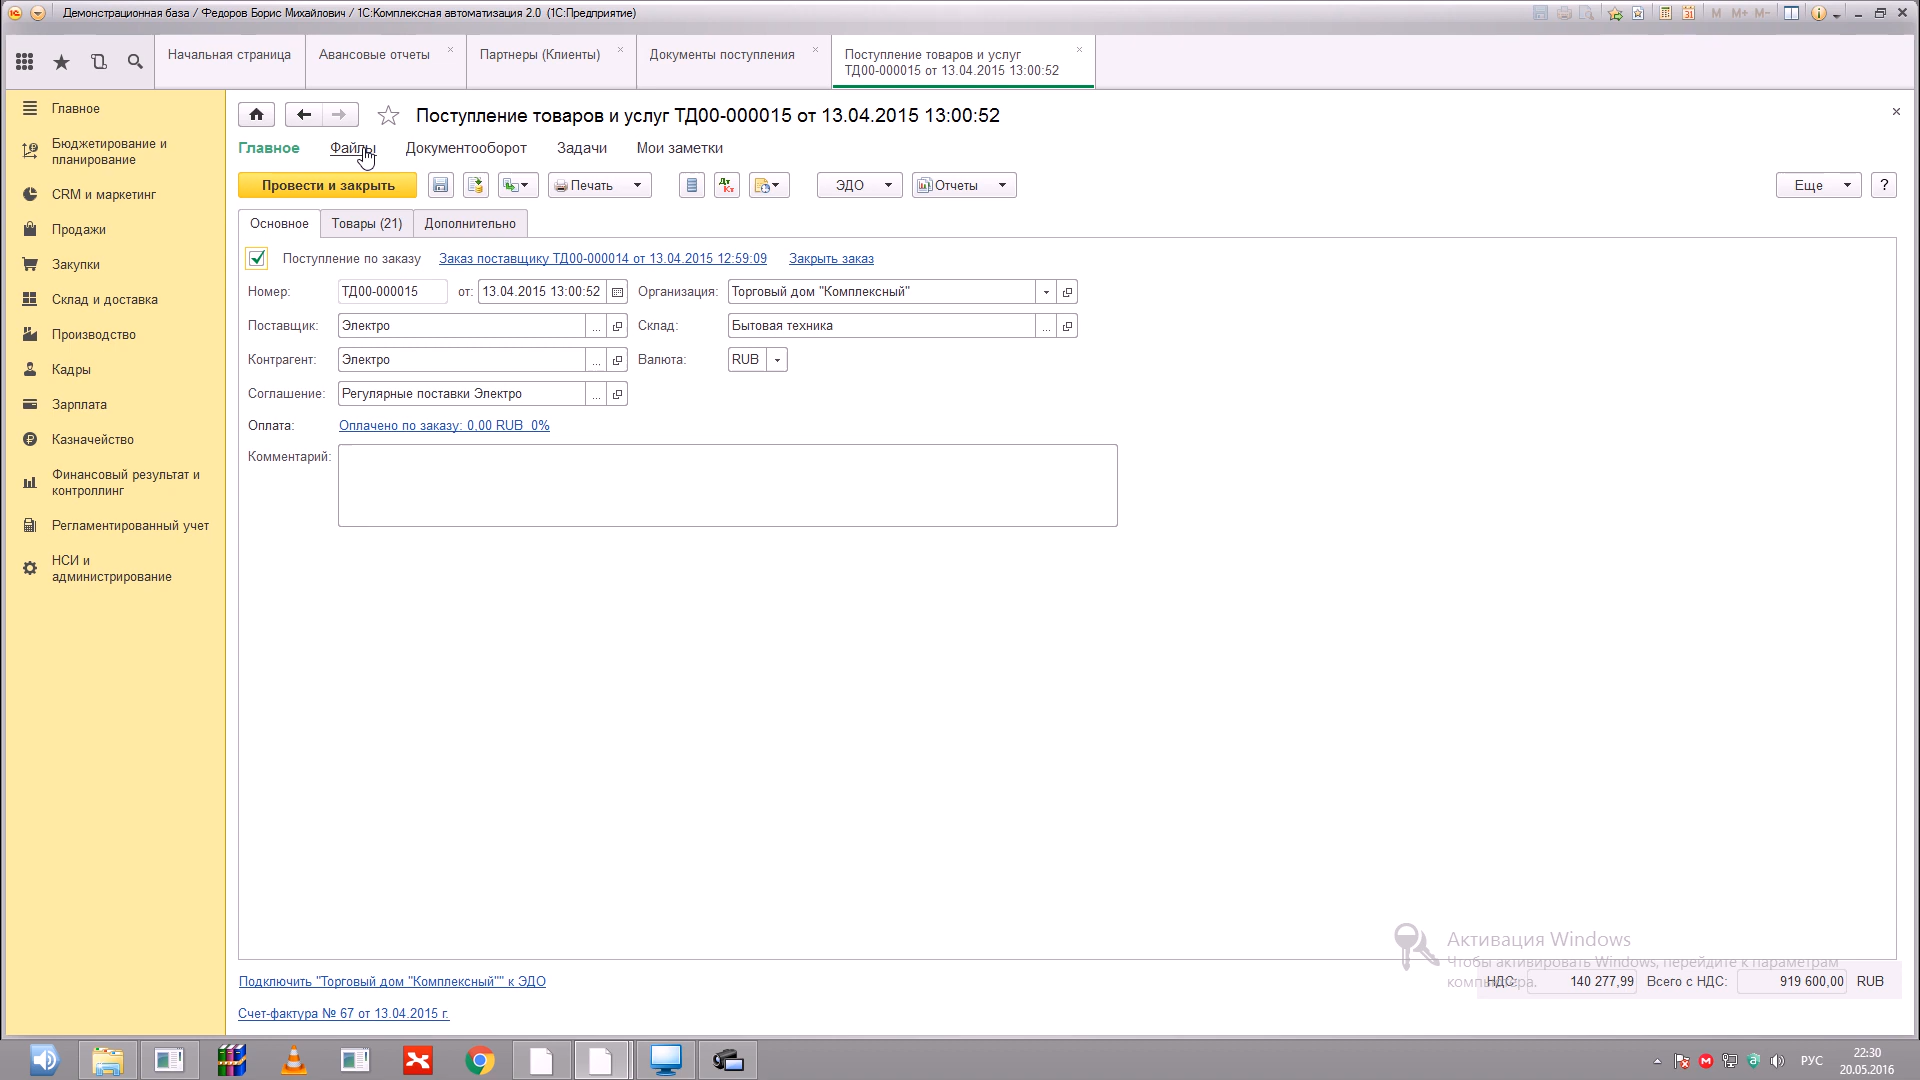 Демонстрационная база / Федоров Борис Михайлович / 1С:Комплексная автоматизация 2.0 (1С:Предприятие)
M M+ M-
Начальная страница
Авансовые отчеты
Партнеры (Клиенты)
Документы поступления
Поступление товаров и услуг
ТД00-000015 от 13.04.2015 13:00:52
Главное
Бюджетирование и
планирование
CRM и маркетинг
Продажи
Закупки
Склад и доставка
Производство
Кадры
Зарплата
Казначейство
Финансовый результат и
контроллинг
Регламентированный учет
НСИ и
администрирование
Поступление товаров и услуг ТД00-000015 от 13.04.2015 13:00:52
Главное Файлы Документооборот Задачи Мои заметки
Провести и закрыть Печать Дт Кт ЭДО Отчеты Еще ?
Основное Товары (21) Дополнительно
Поступление по заказу Заказ поставщику ТД00-000014 от 13.04.2015 12:59:09 Закрыть заказ
Номер: ТД00-000015 от: 13.04.2015 13:00:52 Организация: Торговый дом "Комплексный"
Поставщик: Электро ... Склад: Бытовая техника ...
Контрагент: Электро ... Валюта: RUB
Соглашение: Регулярные поставки Электро ...
Оплата: Оплачено по заказу: 0,00 RUB 0%
Комментарий:
Активация Windows
Чтобы активировать Windows, перейдите к параметрам
компьютера.
Подключить "Торговый дом "Комплексный"" к ЭДО
НДС: 140 277,99 Всего с НДС: 919 600,00 RUB
Счет-фактура № 67 от 13.04.2015 г.
РУС
22:30
20.05.2016